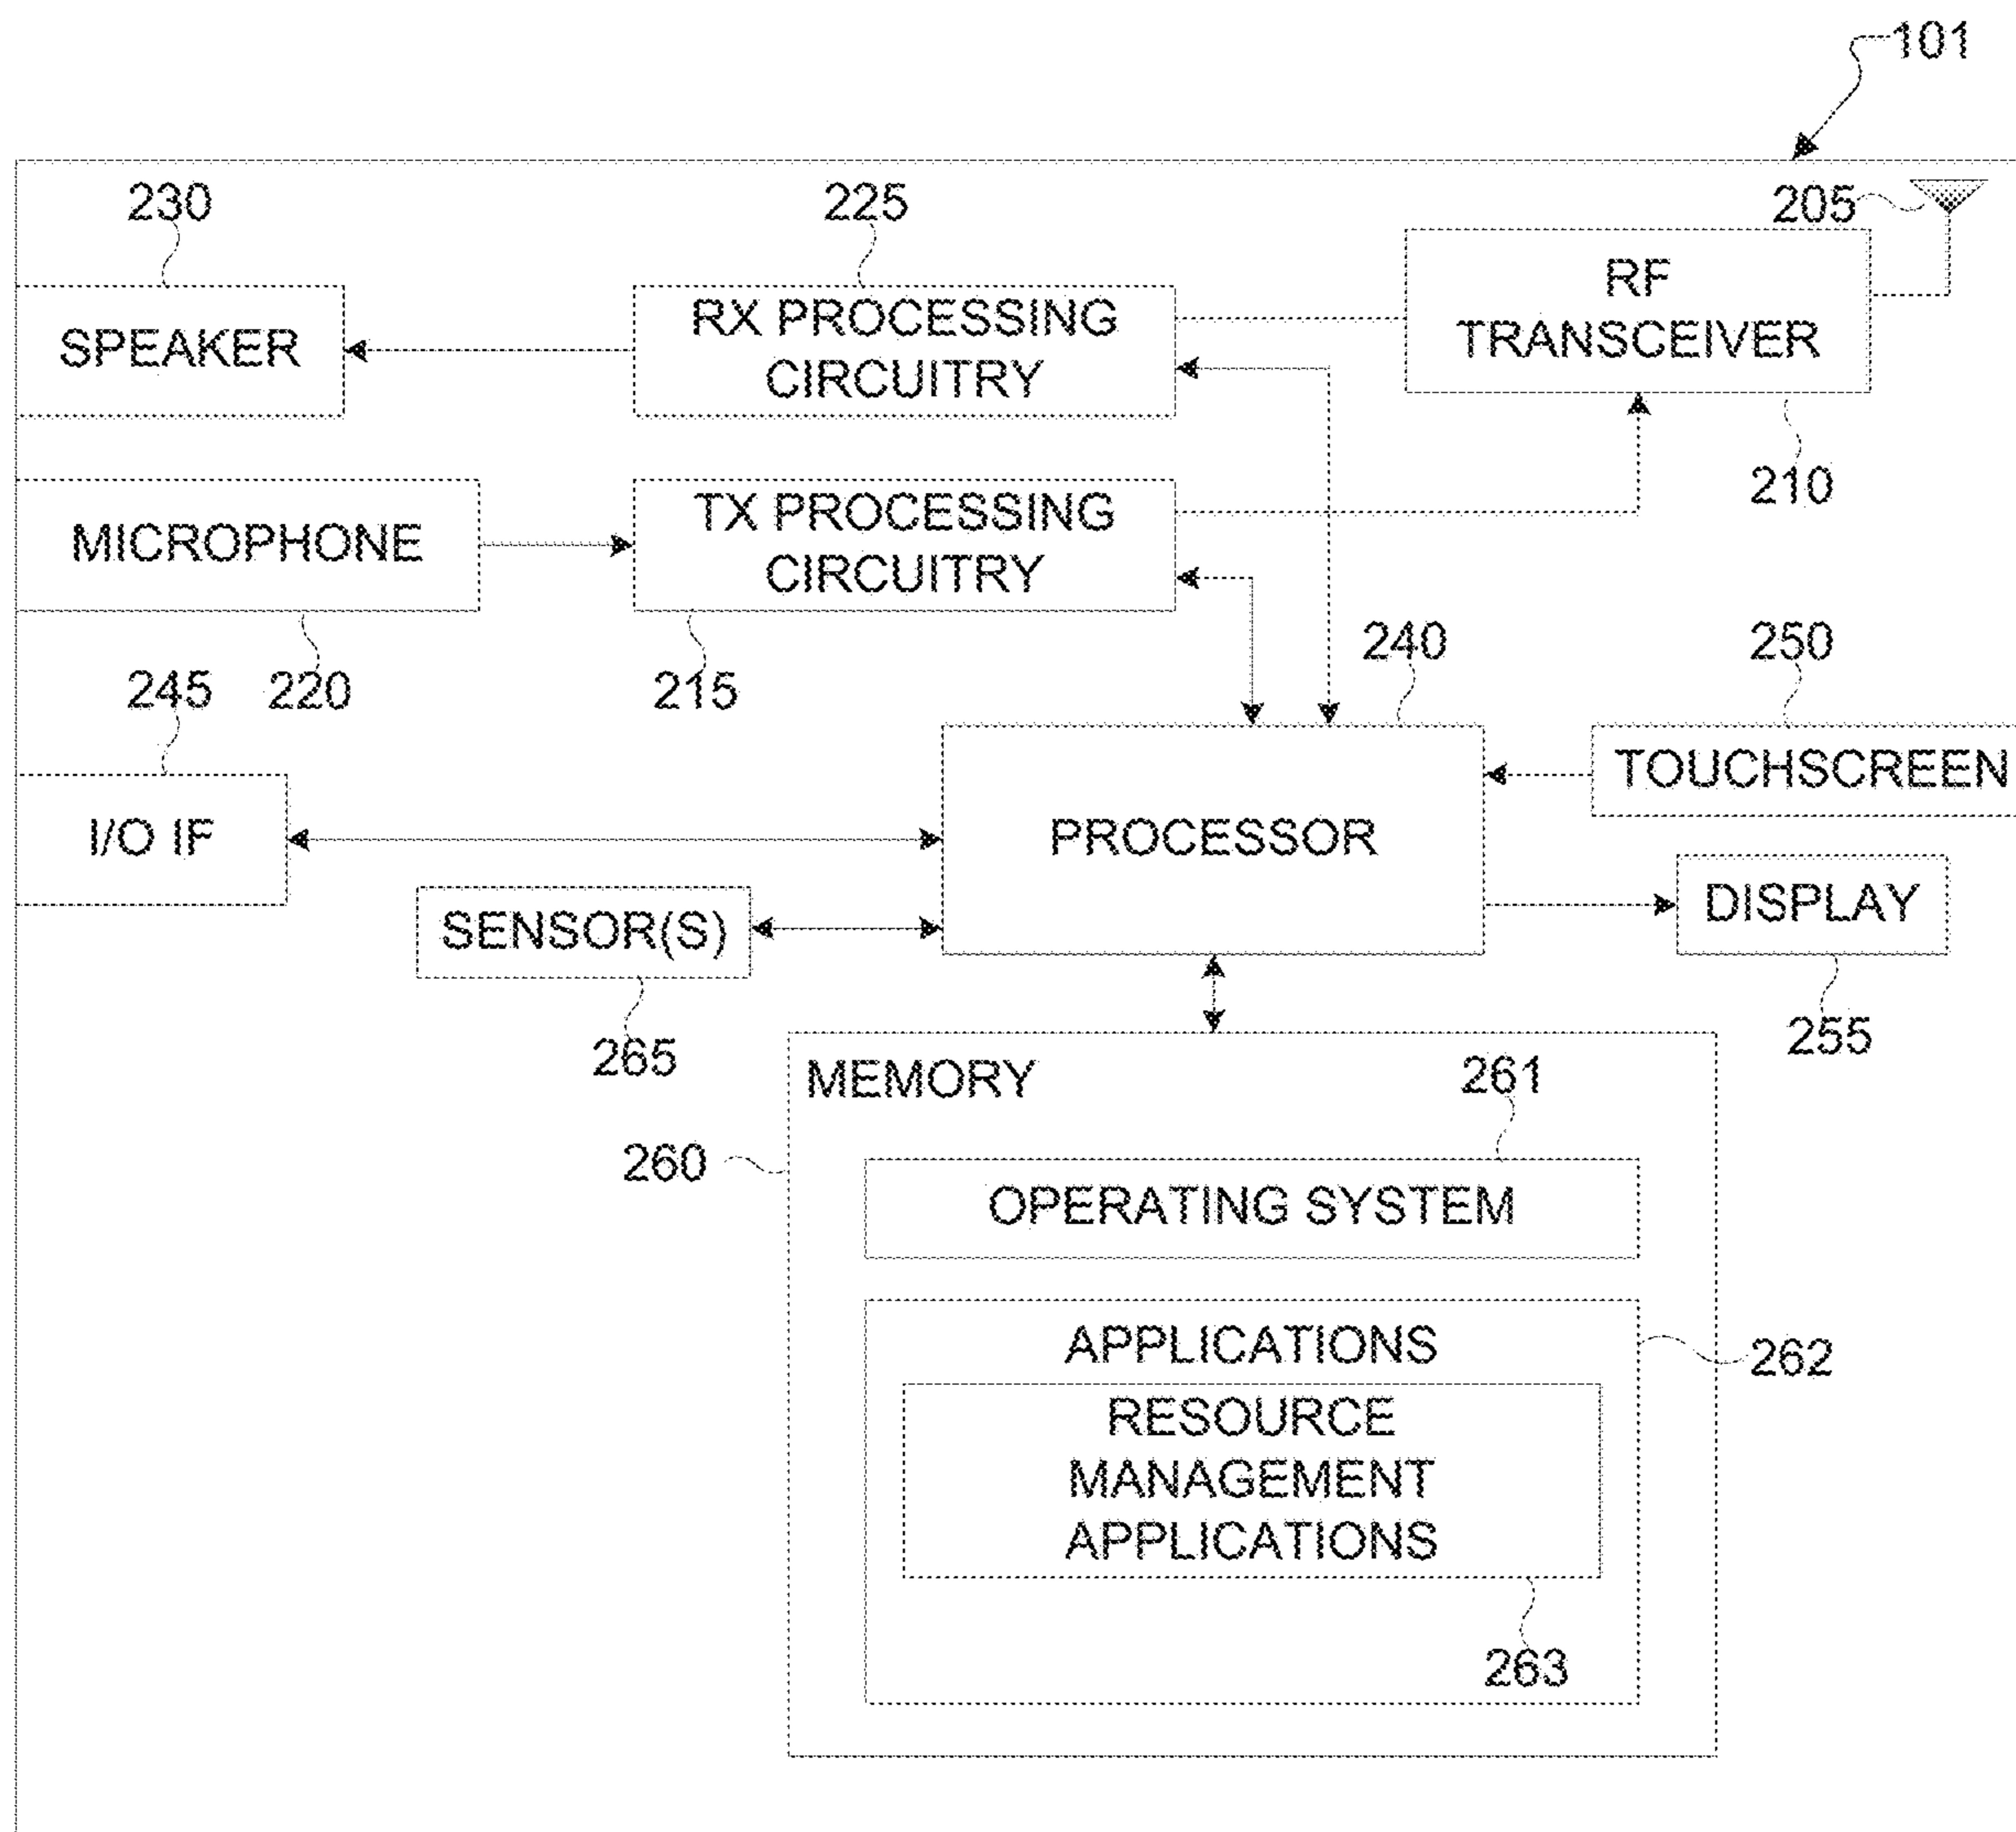 101
230
225
205
SPEAKER
RX PROCESSING
CIRCUITRY
RF
TRANSCEIVER
210
MICROPHONE
TX PROCESSING
CIRCUITRY
220
215
240
250
245
I/O IF
PROCESSOR
TOUCHSCREEN
SENSOR(S)
DISPLAY
265
255
MEMORY
261
260
OPERATING SYSTEM
APPLICATIONS
262
RESOURCE
MANAGEMENT
APPLICATIONS
263